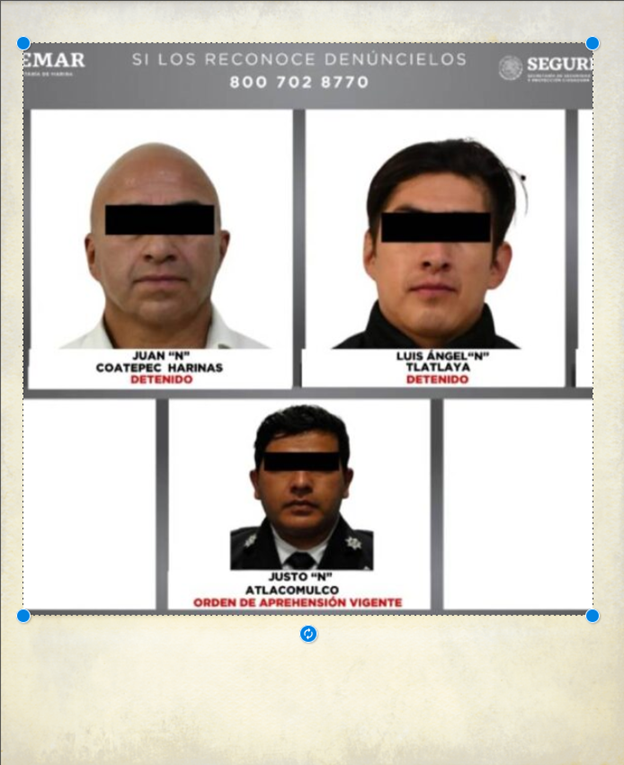 EMAR
SI LOS RECONOCE DENÚNCIELOS
800 702 8770
JUAN “N”
COATEPEC HARINAS
DETENIDO
LUIS ÁNGEL“N”
TLATLAYA
DETENIDO
JUSTO “N”
ATLACOMULCO
ORDEN DE APREHENSIÓN VIGENTE